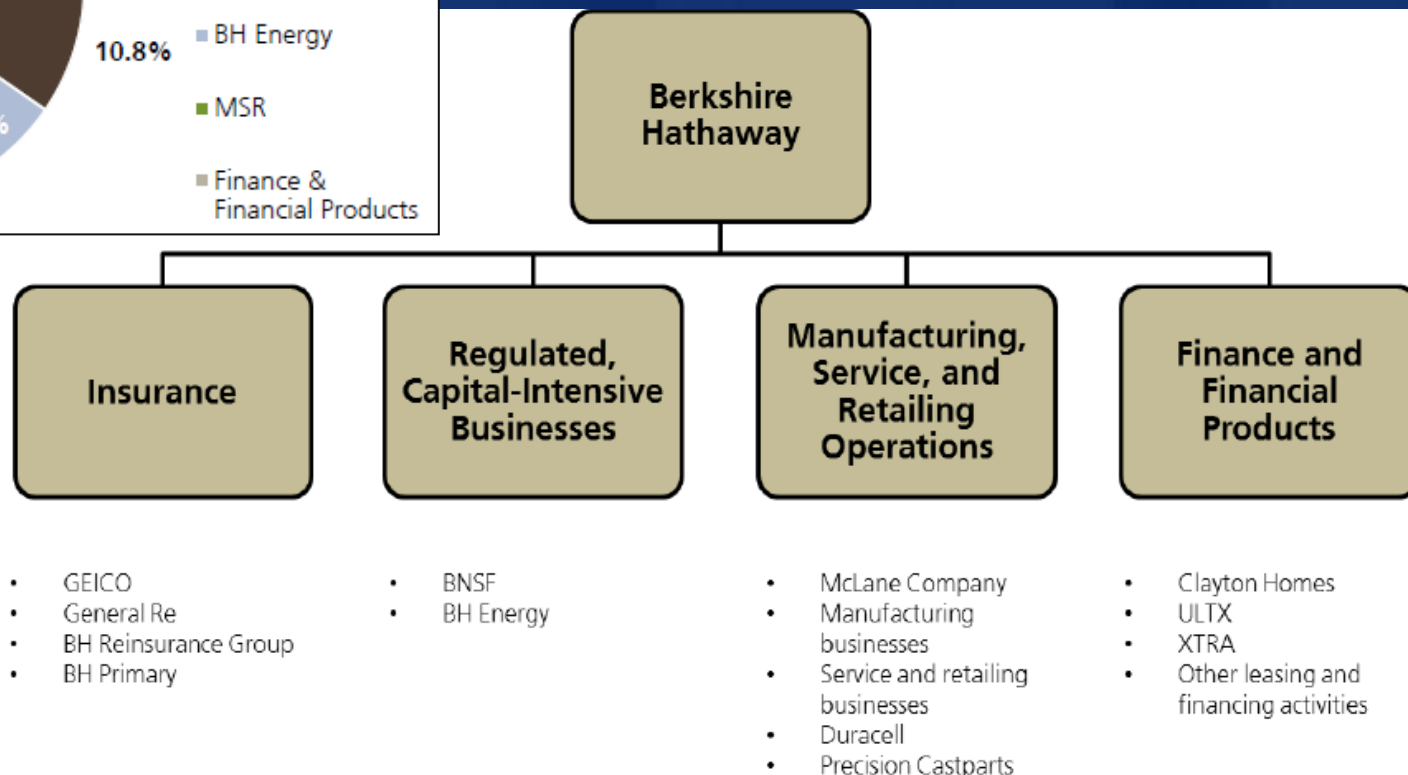 10.8%
BH Energy
MSR
Finance &
Financial Products
%
Berkshire
Hathaway
Insurance
Regulated,
Capital-Intensive
Businesses
Manufacturing,
Service, and
Retailing
Operations
Finance and
Financial
Products
• GEICO
• General Re
• BH Reinsurance Group
• BH Primary
• BNSF
• BH Energy
• McLane Company
• Manufacturing
businesses
• Service and retailing
businesses
• Duracell
• Precision Castparts
• Clayton Homes
• ULTX
• XTRA
• Other leasing and
financing activities